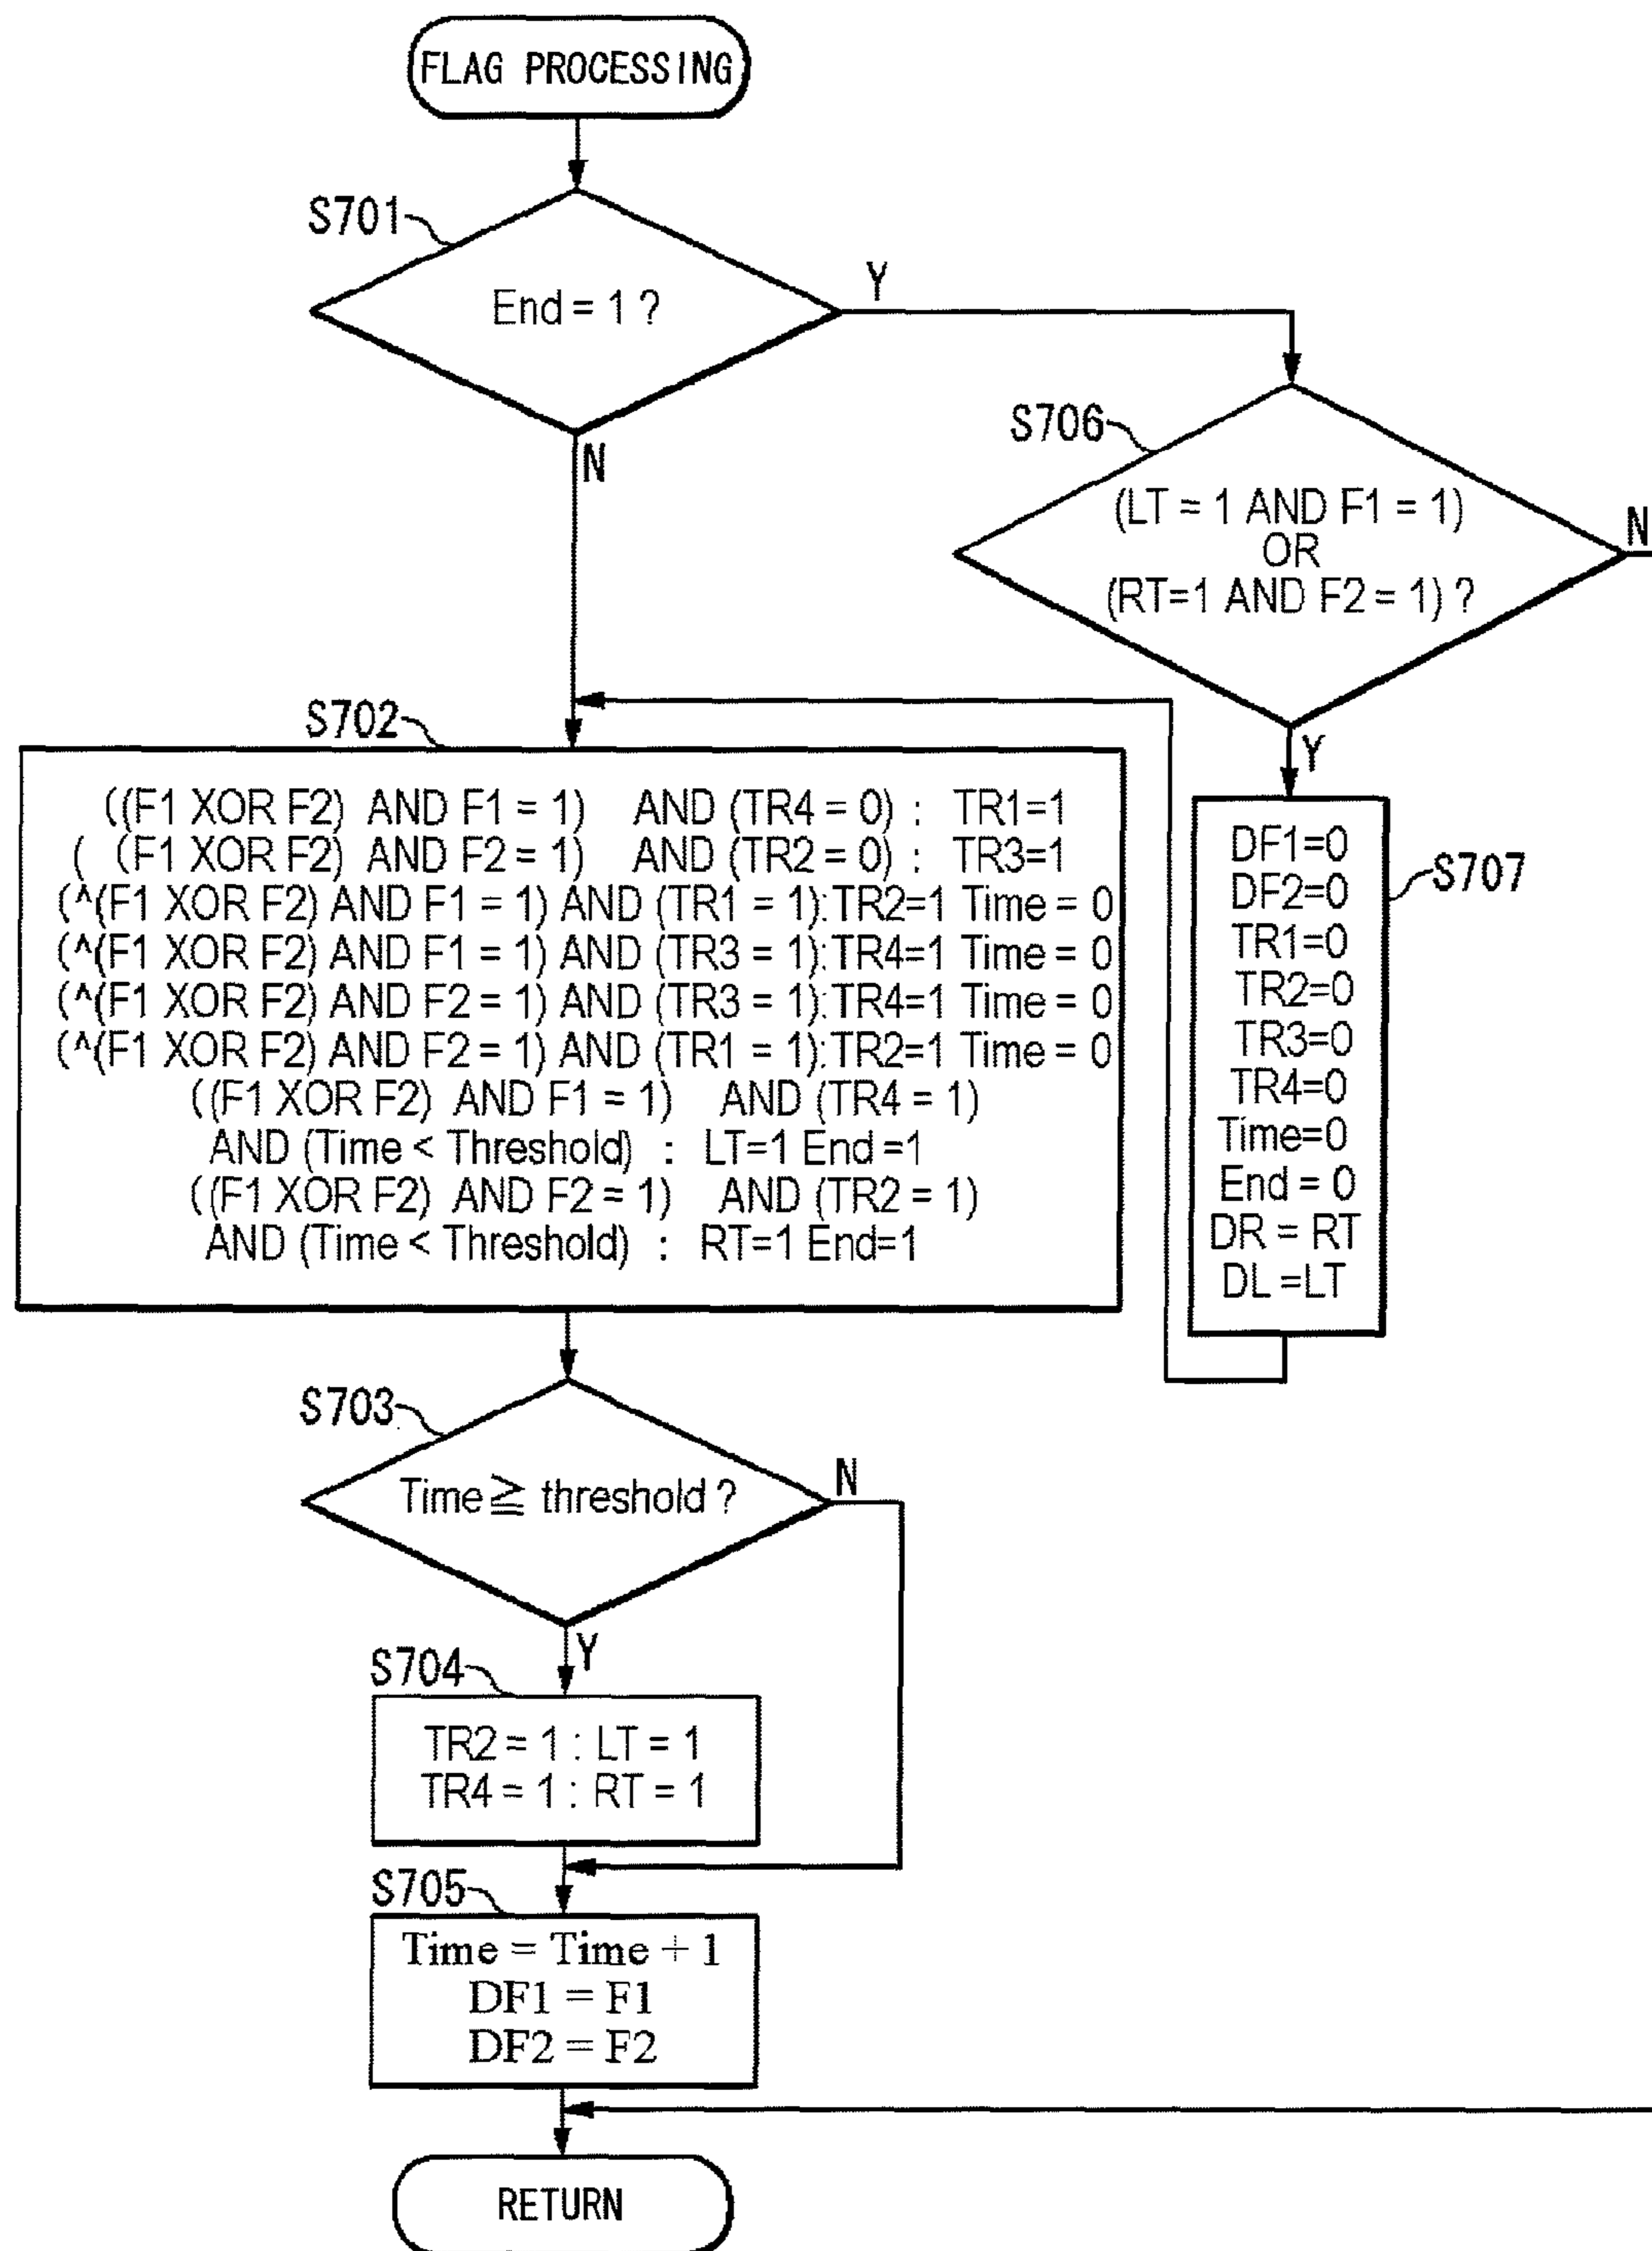 FLAG PROCESSING
S701
End = 1 ?
Y
N
S706
(LT = 1 AND F1 = 1)
OR
(RT=1 AND F2 = 1) ?
N
Y
S702
((F1 XOR F2) AND F1 = 1) AND (TR4 = 0) : TR1=1
( (F1 XOR F2) AND F2 = 1) AND (TR2 = 0) : TR3=1
(^(F1 XOR F2) AND F1 = 1) AND (TR1 = 1):TR2=1 Time = 0
(^(F1 XOR F2) AND F1 = 1) AND (TR3 = 1):TR4=1 Time = 0
(^(F1 XOR F2) AND F2 = 1) AND (TR3 = 1):TR4=1 Time = 0
(^(F1 XOR F2) AND F2 = 1) AND (TR1 = 1):TR2=1 Time = 0
((F1 XOR F2) AND F1 = 1) AND (TR4 = 1)
AND (Time < Threshold) : LT=1 End =1
((F1 XOR F2) AND F2 = 1) AND (TR2 = 1)
AND (Time < Threshold) : RT=1 End=1
DF1=0
DF2=0
TR1=0
TR2=0
TR3=0
TR4=0
Time=0
End = 0
DR = RT
DL =LT
S707
S703
Time ≧ threshold ?
N
Y
S704
TR2 = 1 : LT = 1
TR4 = 1 : RT = 1
S705
Time = Time + 1
DF1 = F1
DF2 = F2
RETURN